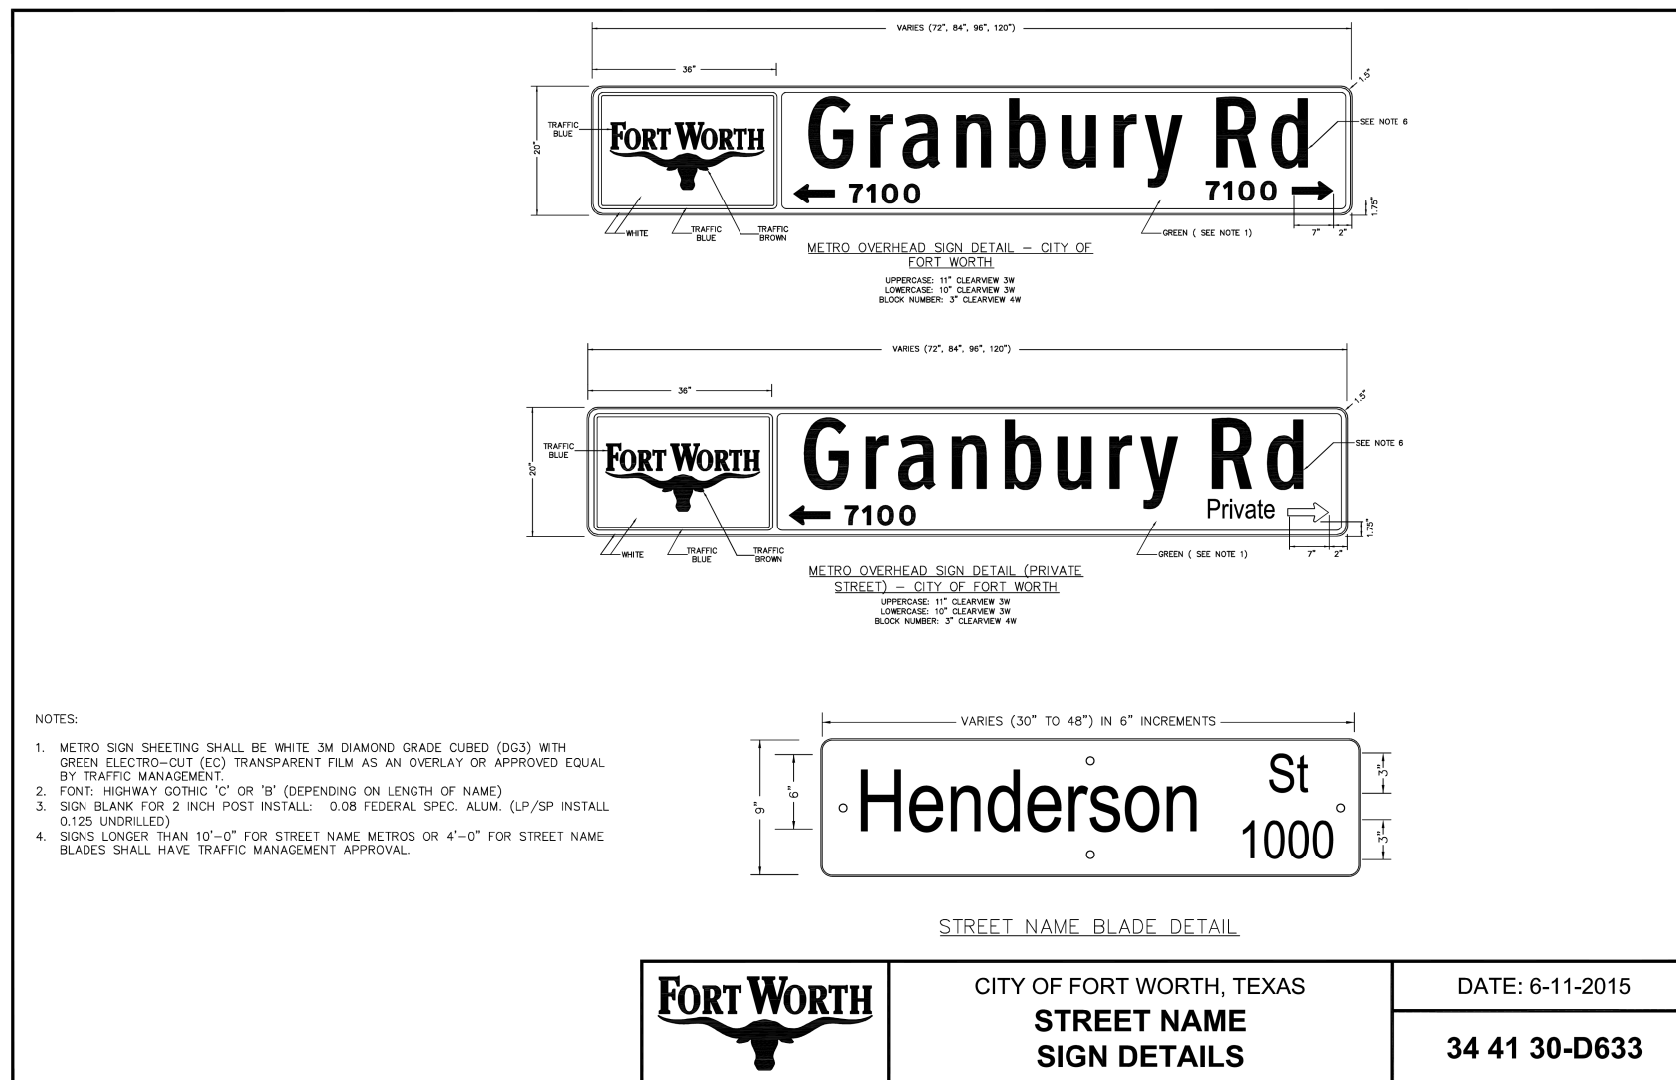 VARIES (72", 84", 96", 120")
36"
1.5"
TRAFFIC
BLUE
20"
FORT WORTH
Granbury Rd
SEE NOTE 6
7100
7100
1.75"
WHITE
TRAFFIC
BLUE
TRAFFIC
BROWN
GREEN ( SEE NOTE 1)
7"
2"
METRO OVERHEAD SIGN DETAIL – CITY OF
FORT WORTH
UPPERCASE: 11" CLEARVIEW 3W
LOWERCASE: 10" CLEARVIEW 3W
BLOCK NUMBER: 3" CLEARVIEW 4W
VARIES (72", 84", 96", 120")
36"
1.5"
TRAFFIC
BLUE
20"
FORT WORTH
Granbury Rd
SEE NOTE 6
7100
Private
1.75"
WHITE
TRAFFIC
BLUE
TRAFFIC
BROWN
GREEN ( SEE NOTE 1)
7"
2"
METRO OVERHEAD SIGN DETAIL (PRIVATE
STREET) – CITY OF FORT WORTH
UPPERCASE: 11" CLEARVIEW 3W
LOWERCASE: 10" CLEARVIEW 3W
BLOCK NUMBER: 3" CLEARVIEW 4W
NOTES:
1. METRO SIGN SHEETING SHALL BE WHITE 3M DIAMOND GRADE CUBED (DG3) WITH
GREEN ELECTRO–CUT (EC) TRANSPARENT FILM AS AN OVERLAY OR APPROVED EQUAL
BY TRAFFIC MANAGEMENT.
2. FONT: HIGHWAY GOTHIC 'C' OR 'B' (DEPENDING ON LENGTH OF NAME)
3. SIGN BLANK FOR 2 INCH POST INSTALL: 0.08 FEDERAL SPEC. ALUM. (LP/SP INSTALL
0.125 UNDRILLED)
4. SIGNS LONGER THAN 10'–0" FOR STREET NAME METROS OR 4'–0" FOR STREET NAME
BLADES SHALL HAVE TRAFFIC MANAGEMENT APPROVAL.
VARIES (30" TO 48") IN 6" INCREMENTS
9"
6"
Henderson
St
1000
3"
3"
STREET NAME BLADE DETAIL
FORT WORTH
CITY OF FORT WORTH, TEXAS
STREET NAME
SIGN DETAILS
DATE: 6-11-2015
34 41 30-D633